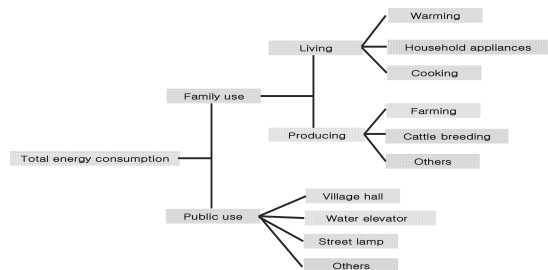 Warming
Living
Household appliances
Cooking
Family use
Farming
Producing
Cattle breeding
Others
Total energy consumption
Village hall
Public use
Water elevator
Street lamp
Others